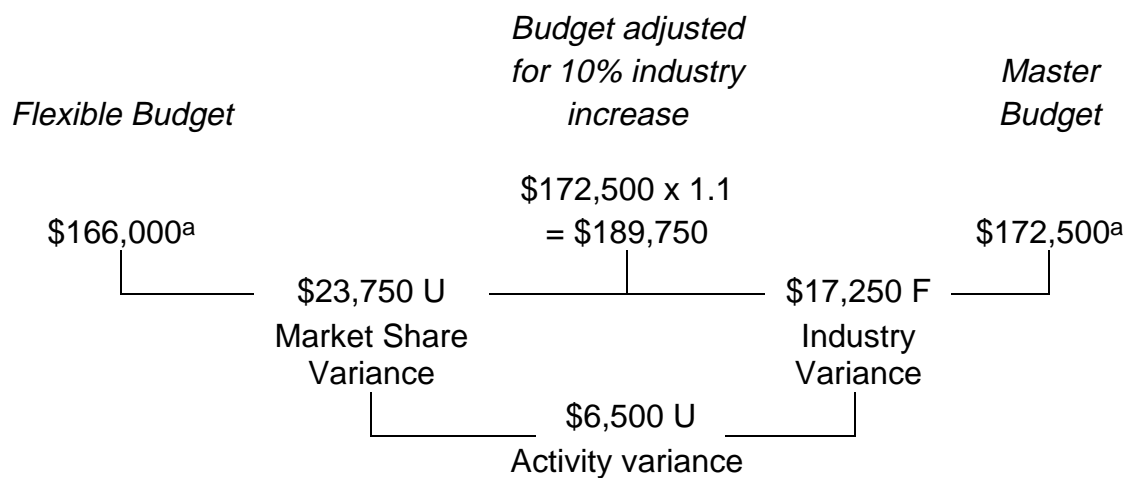 Budget adjusted
for 10% industry
increase
Master
Budget
Flexible Budget
$172,500 x 1.1
= $189,750
$166,000ᵃ
$172,500ᵃ
$23,750 U
Market Share
Variance
$17,250 F
Industry
Variance
$6,500 U
Activity variance